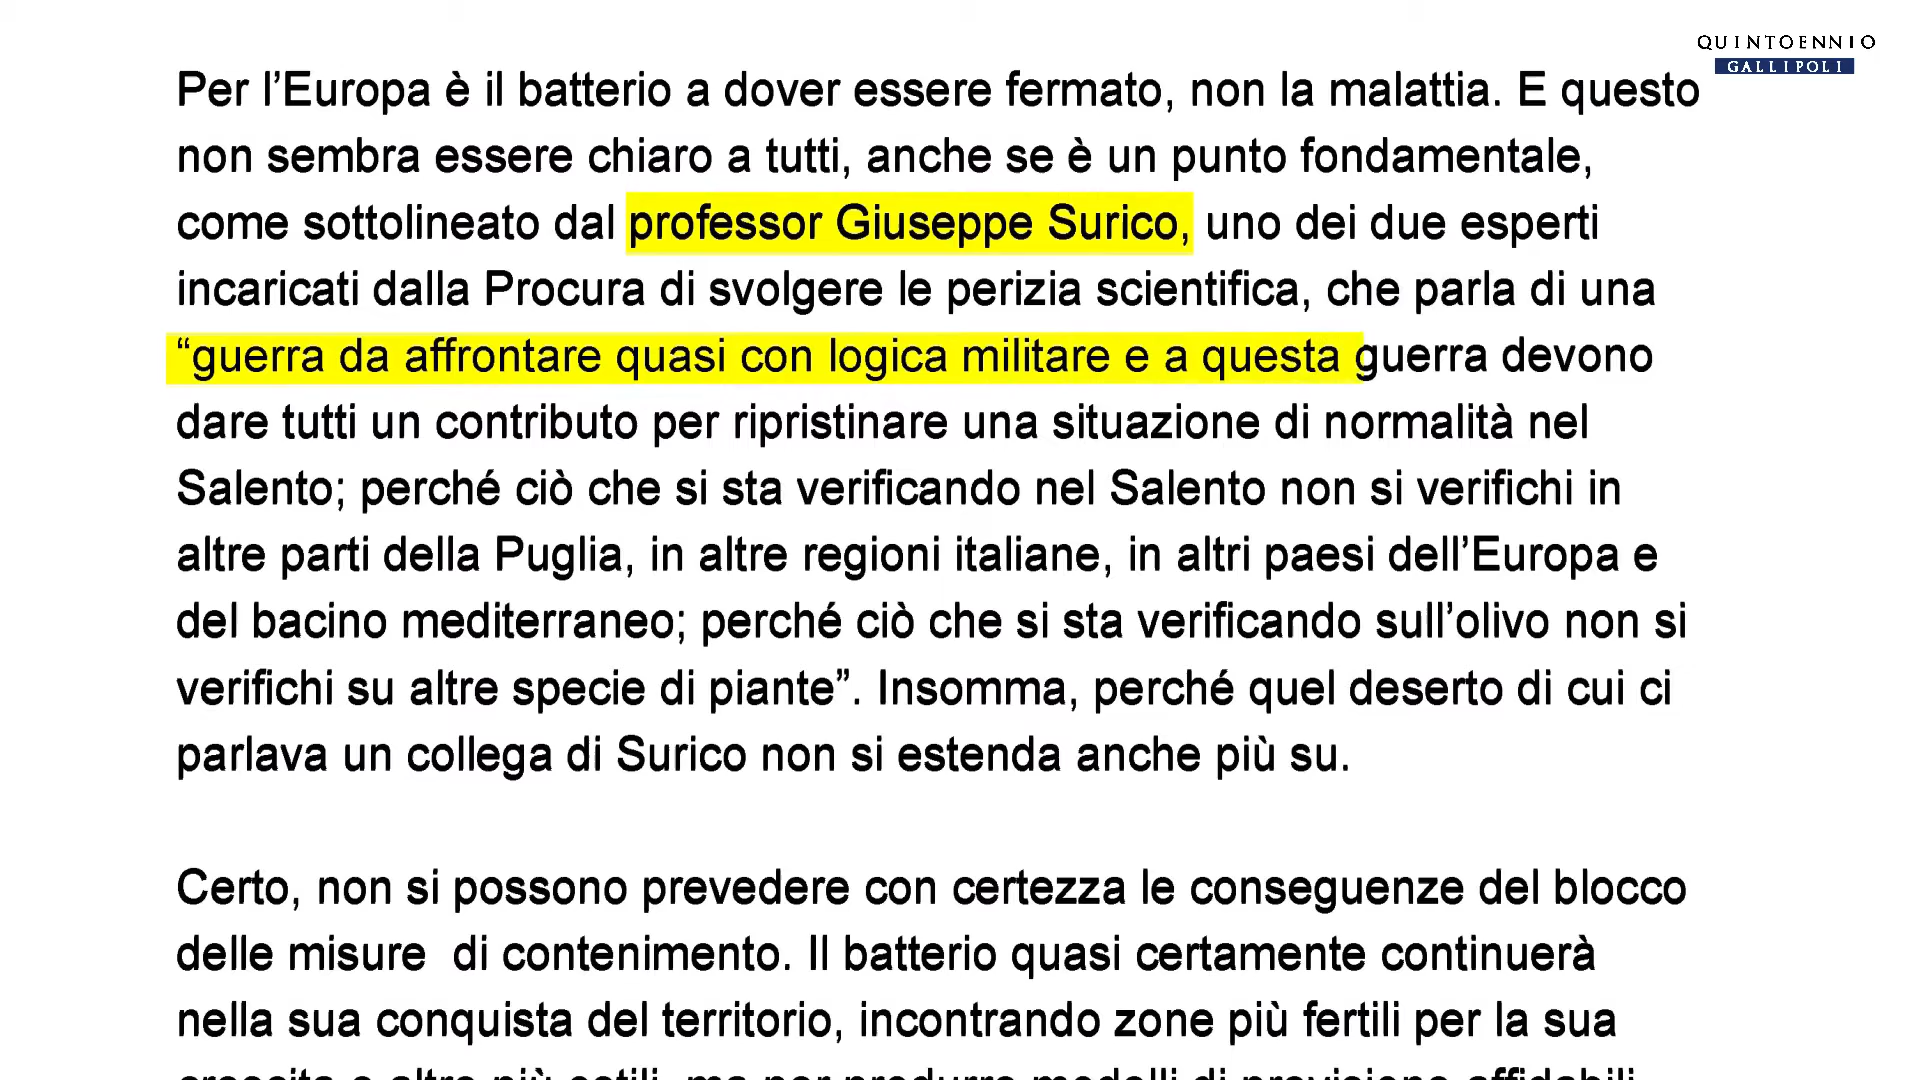 QUINTOENNIO
GALLIPOLI
Per l’Europa è il batterio a dover essere fermato, non la malattia. E questo
non sembra essere chiaro a tutti, anche se è un punto fondamentale,
come sottolineato dal professor Giuseppe Surico, uno dei due esperti
incaricati dalla Procura di svolgere le perizia scientifica, che parla di una
“guerra da affrontare quasi con logica militare e a questa guerra devono
dare tutti un contributo per ripristinare una situazione di normalità nel
Salento; perché ciò che si sta verificando nel Salento non si verifichi in
altre parti della Puglia, in altre regioni italiane, in altri paesi dell’Europa e
del bacino mediterraneo; perché ciò che si sta verificando sull’olivo non si
verifichi su altre specie di piante”. Insomma, perché quel deserto di cui ci
parlava un collega di Surico non si estenda anche più su.
Certo, non si possono prevedere con certezza le conseguenze del blocco
delle misure  di contenimento. Il batterio quasi certamente continuerà
nella sua conquista del territorio, incontrando zone più fertili per la sua